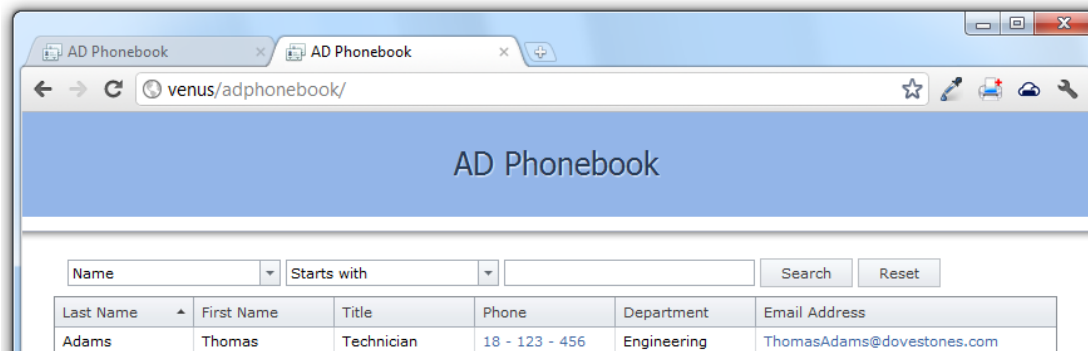 AD Phonebook AD Phonebook
venus/adphonebook/
AD Phonebook
Name Starts with Search Reset
Last Name First Name Title Phone Department Email Address
Adams Thomas Technician 18 - 123 - 456 Engineering ThomasAdams@dovestones.com